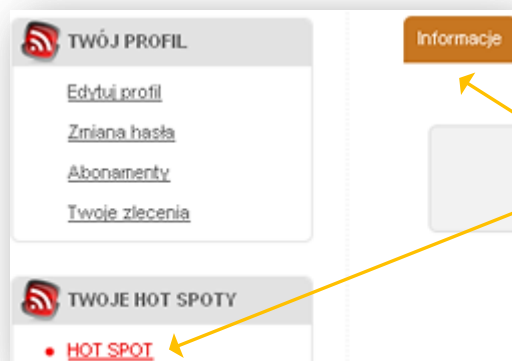 TWÓJ PROFIL
Edytuj profil
Zmiana hasła
Abonamenty
Twoje zlecenia
TWOJE HOT SPOTY
HOT SPOT
Informacje